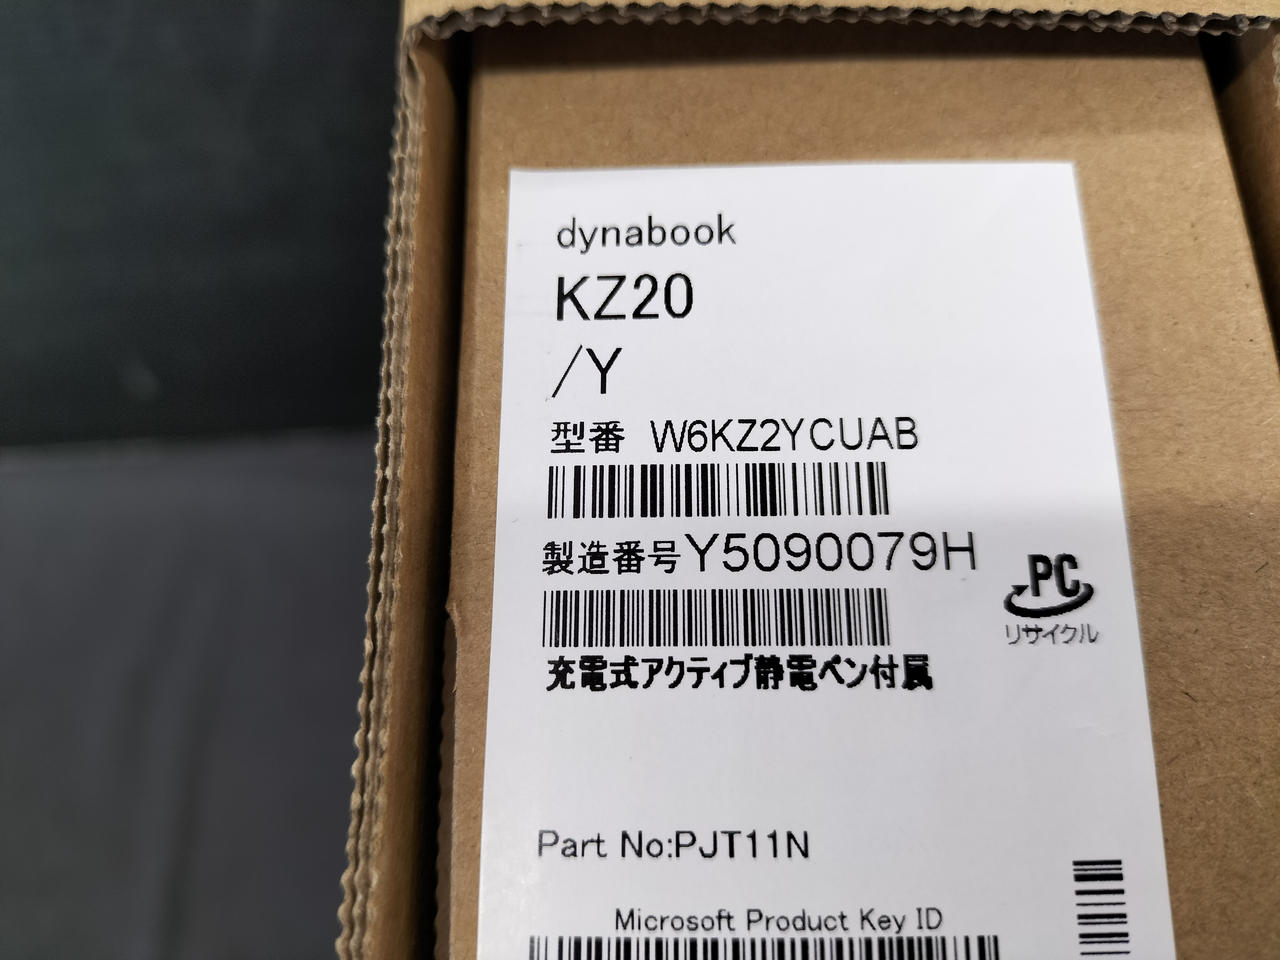 dynabook
KZ20
/Y
型番 W6KZ2YCUAB
製造番号Y5090079H
PC
リサイクル
充電式アクティブ静電ペン付属
Part No:PJT11N
Microsoft Product Key ID